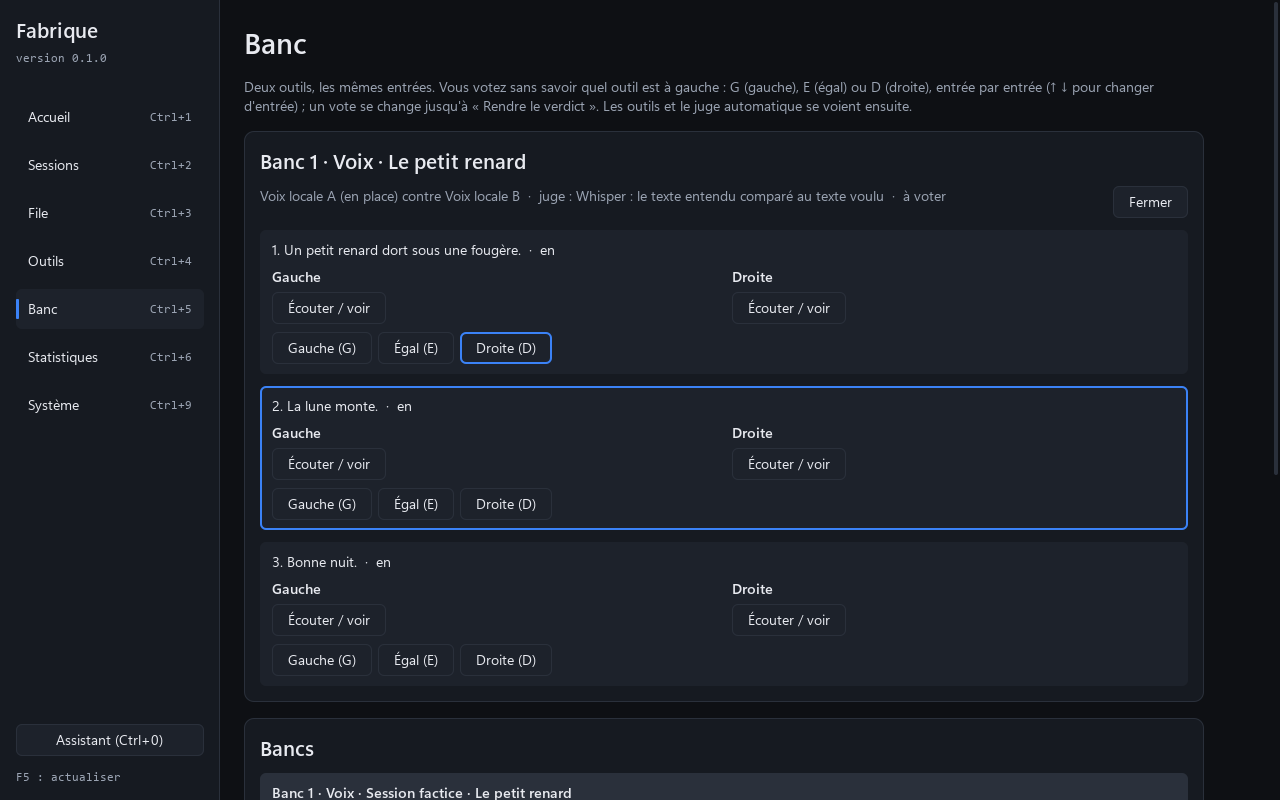 Fabrique
version 0.1.0
Accueil Ctrl+1
Sessions Ctrl+2
File Ctrl+3
Outils Ctrl+4
Banc Ctrl+5
Statistiques Ctrl+6
Système Ctrl+9
Assistant (Ctrl+0)
F5 : actualiser
Banc
Deux outils, les mêmes entrées. Vous votez sans savoir quel outil est à gauche : G (gauche), E (égal) ou D (droite), entrée par entrée (↑ ↓ pour changer
d'entrée) ; un vote se change jusqu'à « Rendre le verdict ». Les outils et le juge automatique se voient ensuite.
Banc 1 · Voix · Le petit renard
Voix locale A (en place) contre Voix locale B · juge : Whisper : le texte entendu comparé au texte voulu · à voter
Fermer
1. Un petit renard dort sous une fougère. · en
Gauche Droite
Écouter / voir Écouter / voir
Gauche (G) Égal (E) Droite (D)
2. La lune monte. · en
Gauche Droite
Écouter / voir Écouter / voir
Gauche (G) Égal (E) Droite (D)
3. Bonne nuit. · en
Gauche Droite
Écouter / voir Écouter / voir
Gauche (G) Égal (E) Droite (D)
Bancs
Banc 1 · Voix · Session factice · Le petit renard